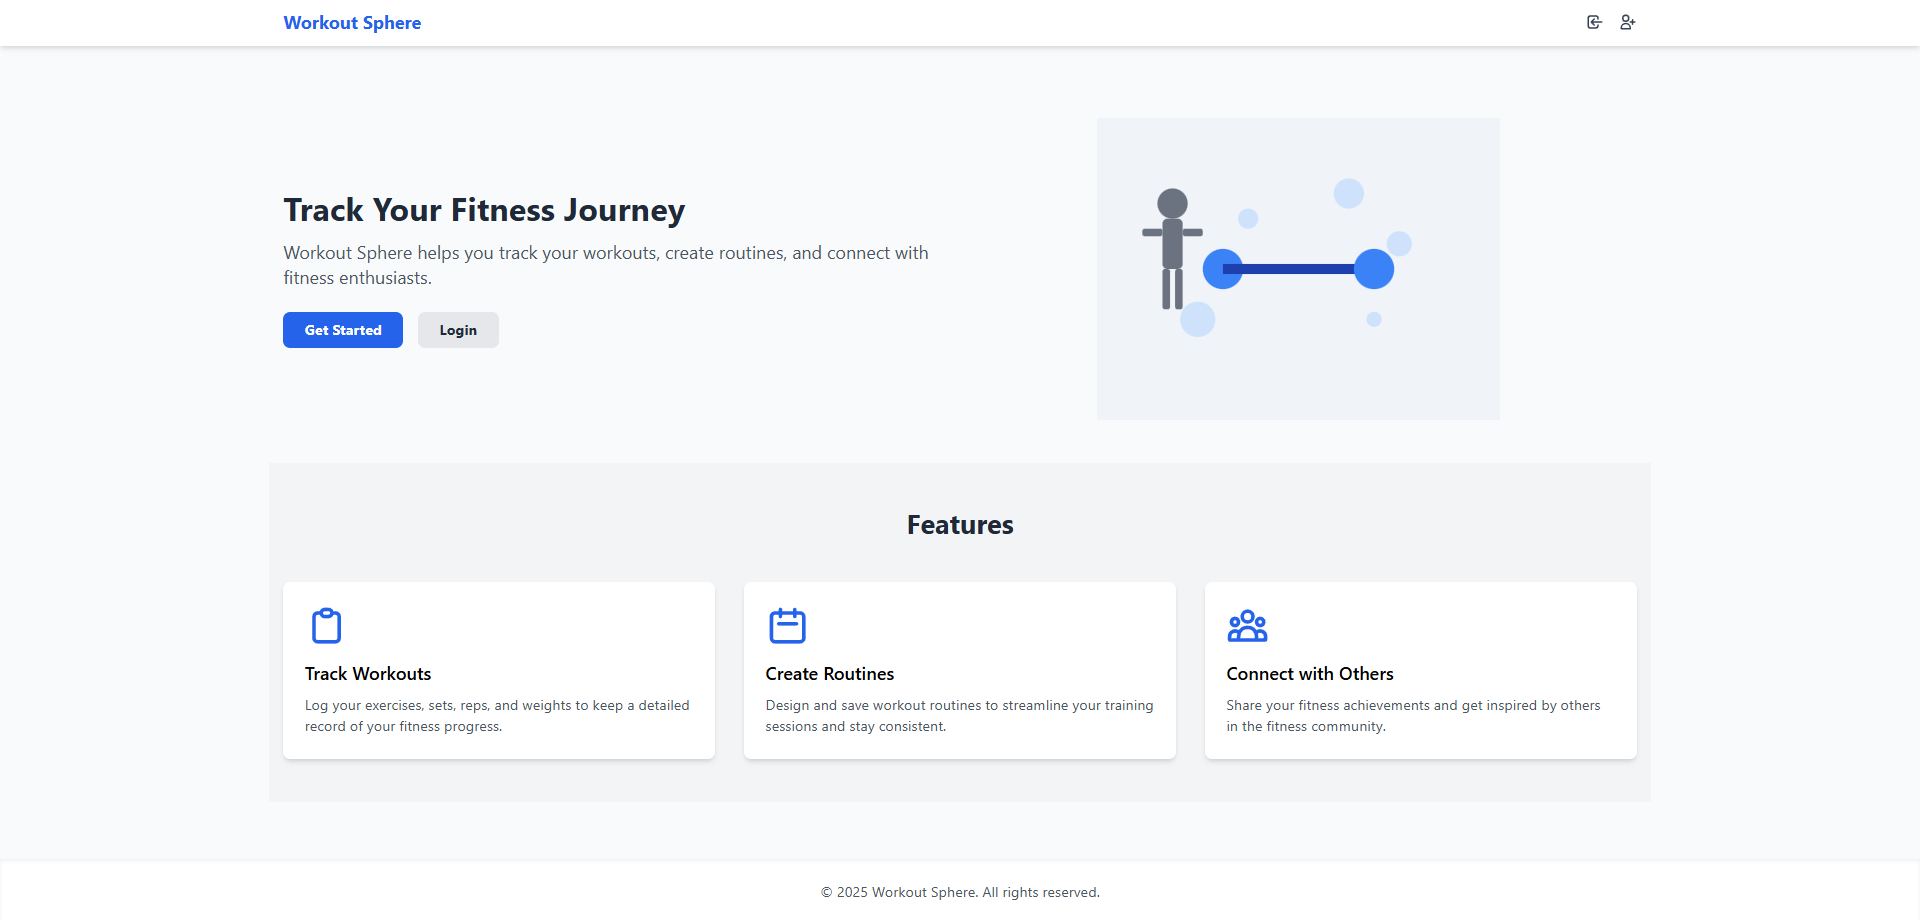 Workout Sphere
Track Your Fitness Journey
Workout Sphere helps you track your workouts, create routines, and connect with
fitness enthusiasts.
Get Started
Login
Features
Track Workouts
Log your exercises, sets, reps, and weights to keep a detailed
record of your fitness progress.
Create Routines
Design and save workout routines to streamline your training
sessions and stay consistent.
Connect with Others
Share your fitness achievements and get inspired by others
in the fitness community.
© 2025 Workout Sphere. All rights reserved.